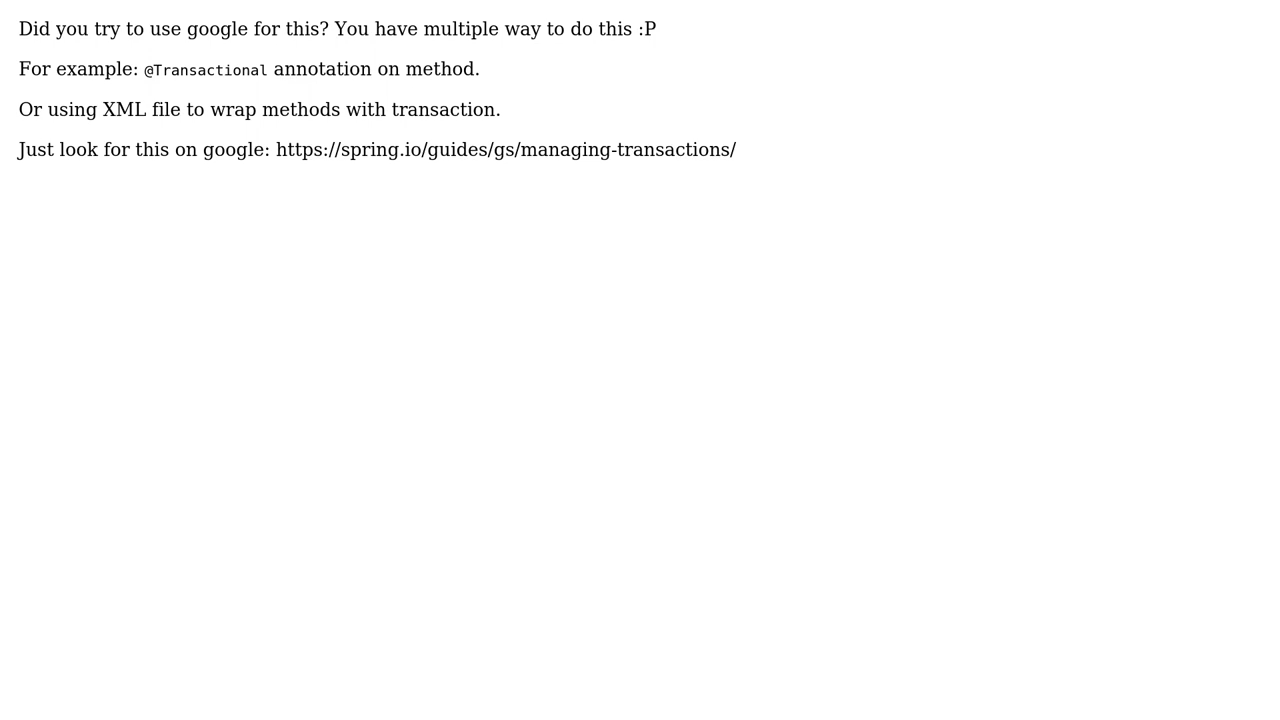 Did you try to use google for this? You have multiple way to do this :P
For example: @Transactional annotation on method.
Or using XML file to wrap methods with transaction.
Just look for this on google: https://spring.io/guides/gs/managing-transactions/